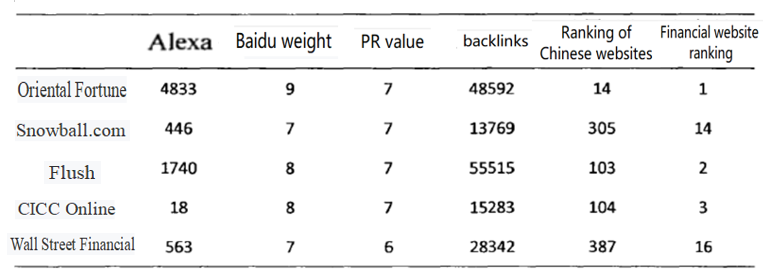 Alexa Baidu weight PR value backlinks Ranking of Chinese websites Financial website ranking
Oriental Fortune 4833 9 7 48592 14 1
Snowball.com 446 7 7 13769 305 14
Flush 1740 8 7 55515 103 2
CICC Online 18 8 7 15283 104 3
Wall Street Financial 563 7 6 28342 387 16